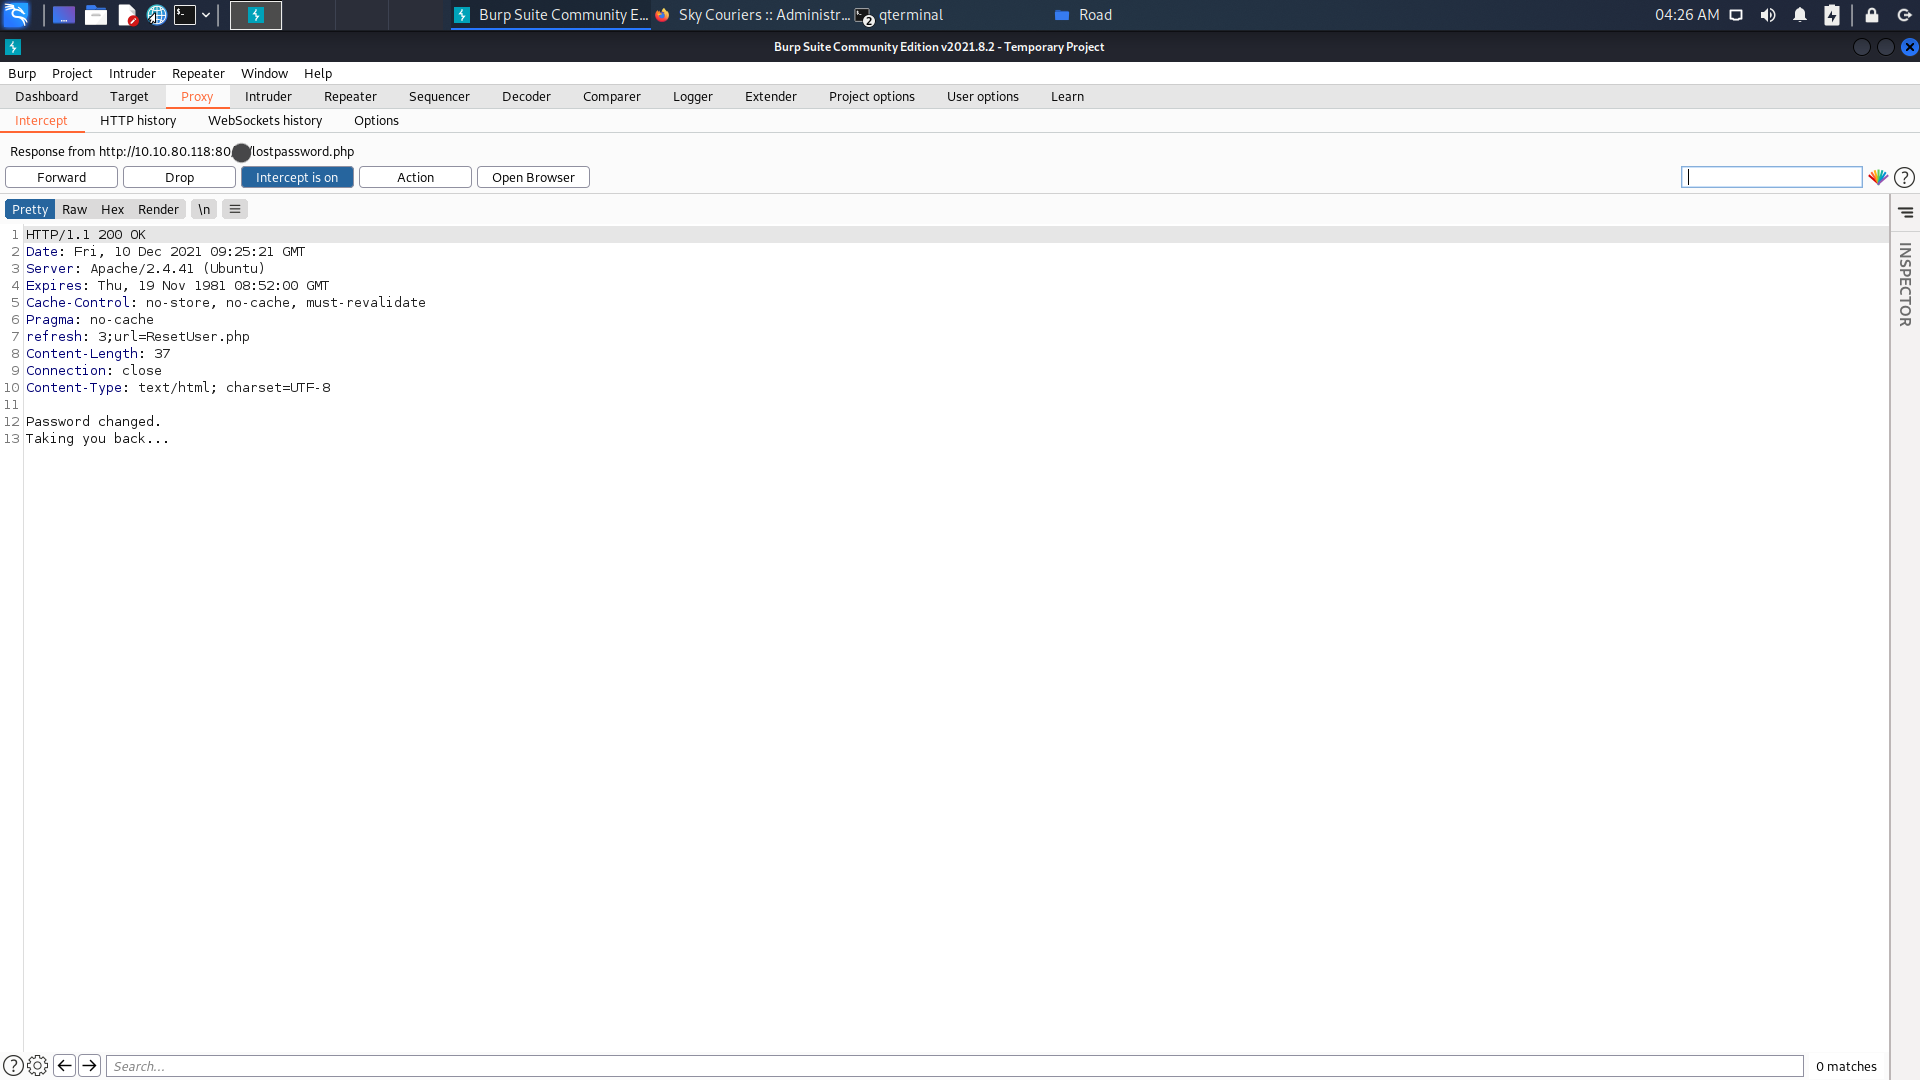 Burp Suite Community E...
Sky Couriers :: Administr...
2
qterminal
Road
04:26 AM
Burp Suite Community Edition v2021.8.2 - Temporary Project
Burp Project Intruder Repeater Window Help
Dashboard Target Proxy Intruder Repeater Sequencer Decoder Comparer Logger Extender Project options User options Learn
Intercept HTTP history WebSockets history Options
Response from http://10.10.80.118:80/ /lostpassword.php
Forward Drop Intercept is on Action Open Browser
Pretty Raw Hex Render \n
1 HTTP/1.1 200 OK
2 Date: Fri, 10 Dec 2021 09:25:21 GMT
3 Server: Apache/2.4.41 (Ubuntu)
4 Expires: Thu, 19 Nov 1981 08:52:00 GMT
5 Cache-Control: no-store, no-cache, must-revalidate
6 Pragma: no-cache
7 refresh: 3;url=ResetUser.php
8 Content-Length: 37
9 Connection: close
10 Content-Type: text/html; charset=UTF-8
11
12 Password changed.
13 Taking you back...
INSPECTOR
Search...
0 matches